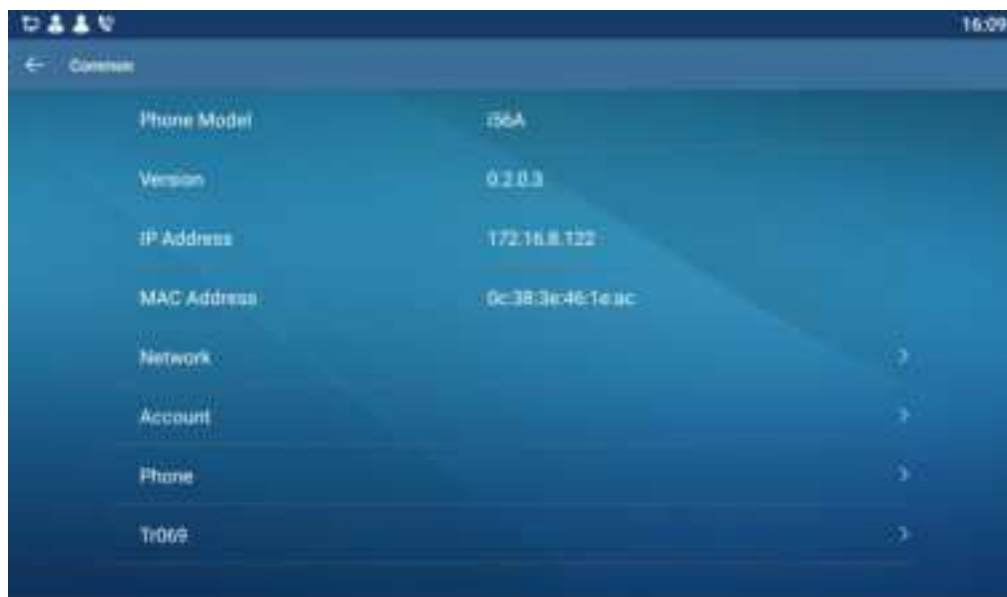 16:09
Common
Phone Model i56A
Version 0.2.0.3
IP Address 172.16.8.122
MAC Address 0c:38:3e:46:1e:ac
Network
Account
Phone
Tr069